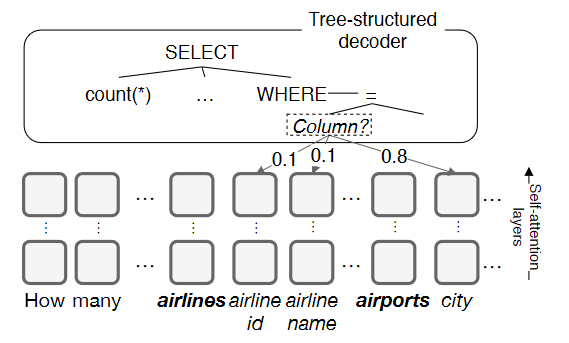 Tree-structured
decoder
SELECT
count(*) ... WHERE =
Column?
0.1 0.1 0.8
... ... ... ...
Self-attention
layers
... ... ... ...
How many airlines airline airline airports city
id name